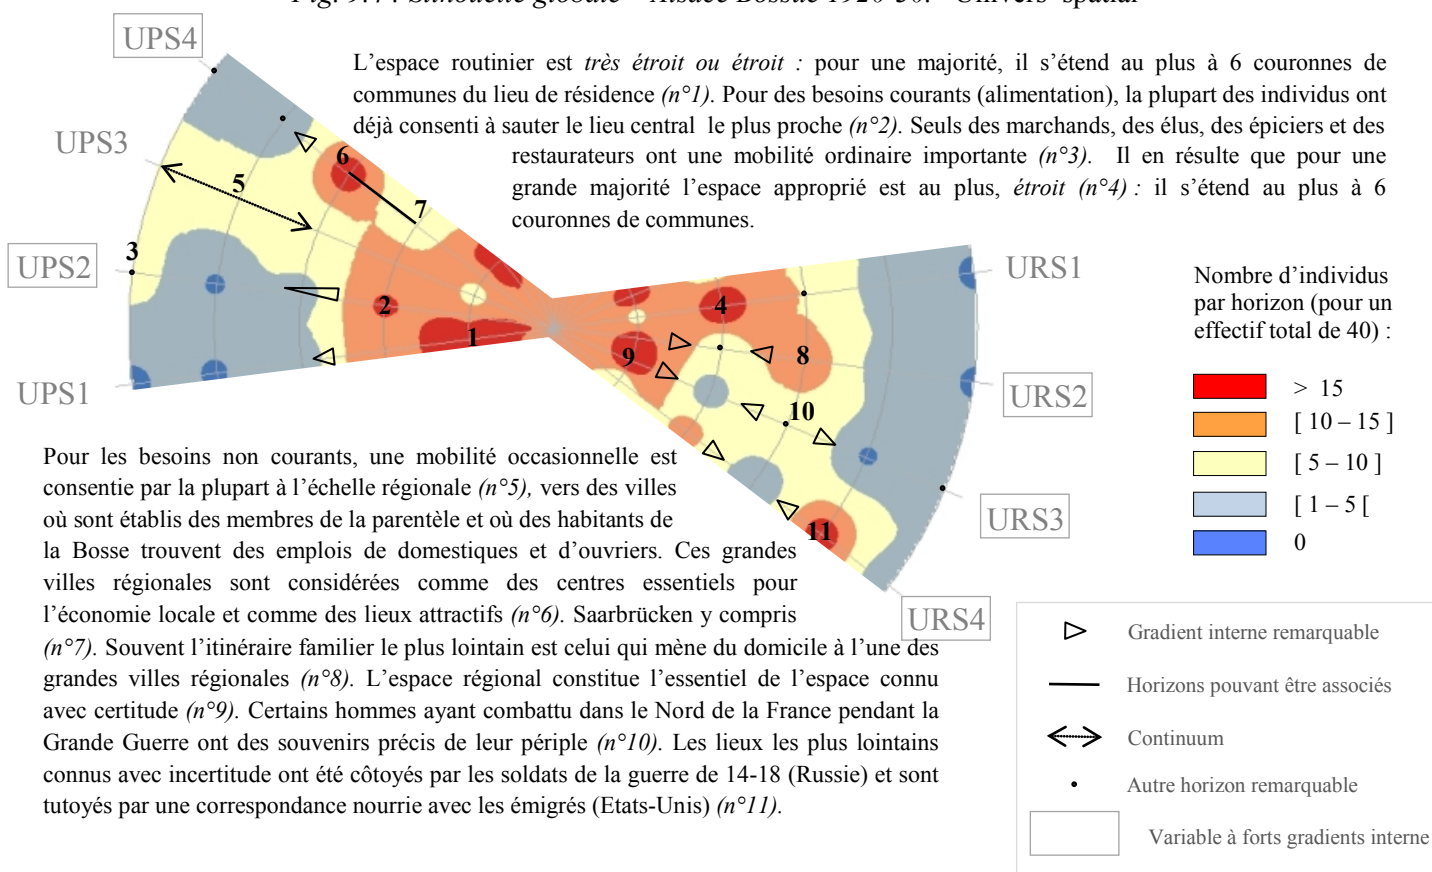 Fig. 9.7 : Silhouette globale – Alsace Bossue 1920-30. "Univers" spatial
UPS4
L'espace routinier est très étroit ou étroit : pour une majorité, il s'étend au plus à 6 couronnes de
communes du lieu de résidence (n°1). Pour des besoins courants (alimentation), la plupart des individus ont
déjà consenti à sauter le lieu central le plus proche (n°2). Seuls des marchands, des élus, des épiciers et des
restaurateurs ont une mobilité ordinaire importante (n°3). Il en résulte que pour une
grande majorité l'espace approprié est au plus, étroit (n°4) : il s'étend au plus à 6
couronnes de communes.
UPS3
6
5
7
3
UPS2
2
1
UPS1
4
9
8
10
11
URS1
URS2
URS3
URS4
Nombre d'individus
par horizon (pour un
effectif total de 40) :
> 15
[ 10 – 15 ]
[ 5 – 10 ]
[ 1 – 5 [
0
Pour les besoins non courants, une mobilité occasionnelle est
consentie par la plupart à l'échelle régionale (n°5), vers des villes
où sont établis des membres de la parentèle et où des habitants de
la Bosse trouvent des emplois de domestiques et d'ouvriers. Ces grandes
villes régionales sont considérées comme des centres essentiels pour
l'économie locale et comme des lieux attractifs (n°6). Saarbrücken y compris
(n°7). Souvent l'itinéraire familier le plus lointain est celui qui mène du domicile à l'une des
grandes villes régionales (n°8). L'espace régional constitue l'essentiel de l'espace connu
avec certitude (n°9). Certains hommes ayant combattu dans le Nord de la France pendant la
Grande Guerre ont des souvenirs précis de leur périple (n°10). Les lieux les plus lointains
connus avec incertitude ont été côtoyés par les soldats de la guerre de 14-18 (Russie) et sont
tutoyés par une correspondance nourrie avec les émigrés (Etats-Unis) (n°11).
Gradient interne remarquable
Horizons pouvant être associés
Continuum
Autre horizon remarquable
Variable à forts gradients interne